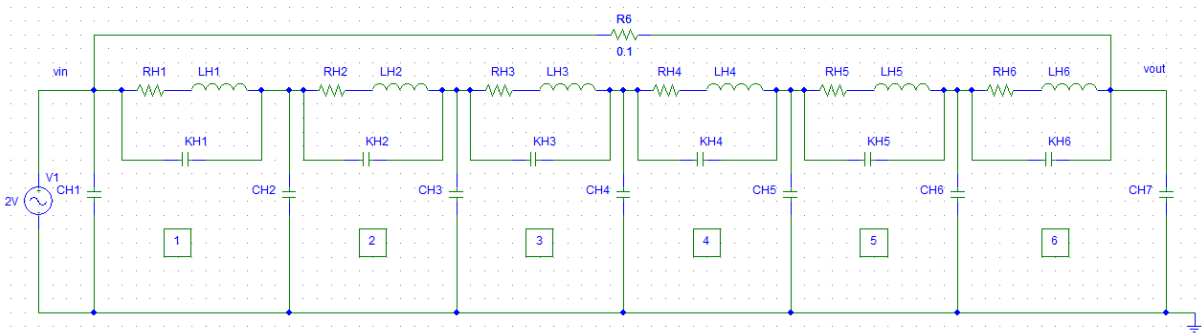 R6
0.1
vin
RH1 LH1 RH2 LH2 RH3 LH3 RH4 LH4 RH5 LH5 RH6 LH6
vout
KH1 KH2 KH3 KH4 KH5 KH6
V1
2V
CH1 CH2 CH3 CH4 CH5 CH6 CH7
1 2 3 4 5 6